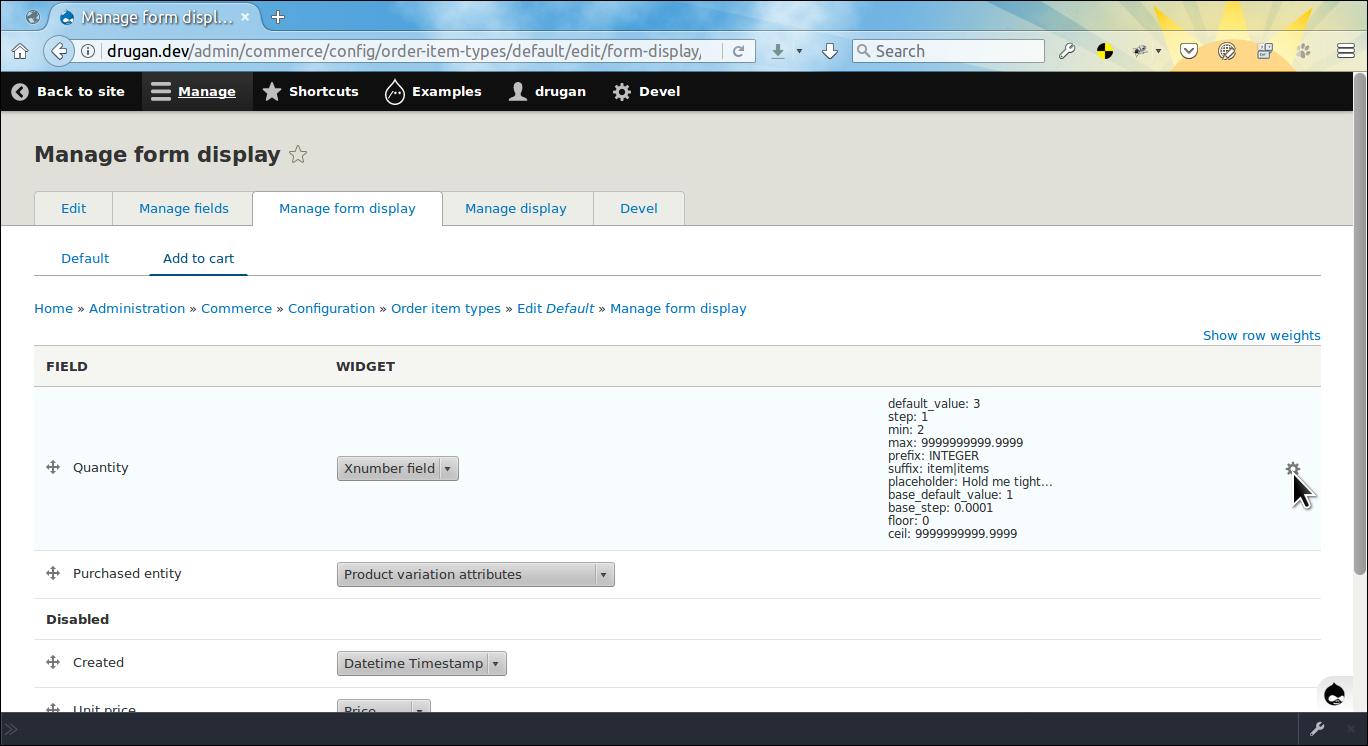 Manage form displ...
drugan.dev/admin/commerce/config/order-item-types/default/edit/form-display,
Search
Back to site
Manage
Shortcuts
Examples
drugan
Devel
Manage form display
Edit
Manage fields
Manage form display
Manage display
Devel
Default
Add to cart
Home » Administration » Commerce » Configuration » Order item types » Edit Default » Manage form display
Show row weights
FIELD
WIDGET
Quantity
Xnumber field
default_value: 3
step: 1
min: 2
max: 9999999999.9999
prefix: INTEGER
suffix: item|items
placeholder: Hold me tight…
base_default_value: 1
base_step: 0.0001
floor: 0
ceil: 9999999999.9999
Purchased entity
Product variation attributes
Disabled
Created
Datetime Timestamp
Unit price
Price